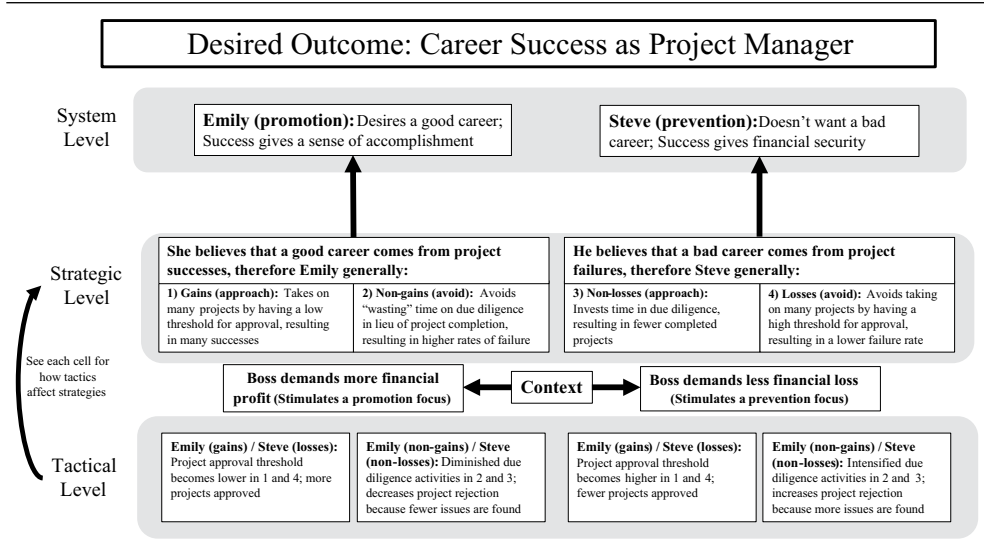 Desired Outcome: Career Success as Project Manager
System
Level
Emily (promotion): Desires a good career;
Success gives a sense of accomplishment
Steve (prevention):Doesn't want a bad
career; Success gives financial security
Strategic
Level
She believes that a good career comes from project
successes, therefore Emily generally:
1) Gains (approach): Takes on
many projects by having a low
threshold for approval, resulting
in many successes
2) Non-gains (avoid): Avoids
“wasting” time on due diligence
in lieu of project completion,
resulting in higher rates of failure
He believes that a bad career comes from project
failures, therefore Steve generally:
3) Non-losses (approach):
Invests time in due diligence,
resulting in fewer completed
projects
4) Losses (avoid): Avoids taking
on many projects by having a
high threshold for approval,
resulting in a lower failure rate
See each cell for
how tactics
affect strategies
Boss demands more financial
profit (Stimulates a promotion focus)
Context
Boss demands less financial loss
(Stimulates a prevention focus)
Tactical
Level
Emily (gains) / Steve (losses):
Project approval threshold
becomes lower in 1 and 4; more
projects approved
Emily (non-gains) / Steve
(non-losses): Diminished due
diligence activities in 2 and 3;
decreases project rejection
because fewer issues are found
Emily (gains) / Steve (losses):
Project approval threshold
becomes higher in 1 and 4;
fewer projects approved
Emily (non-gains) / Steve
(non-losses): Intensified due
diligence activities in 2 and 3;
increases project rejection
because more issues are found